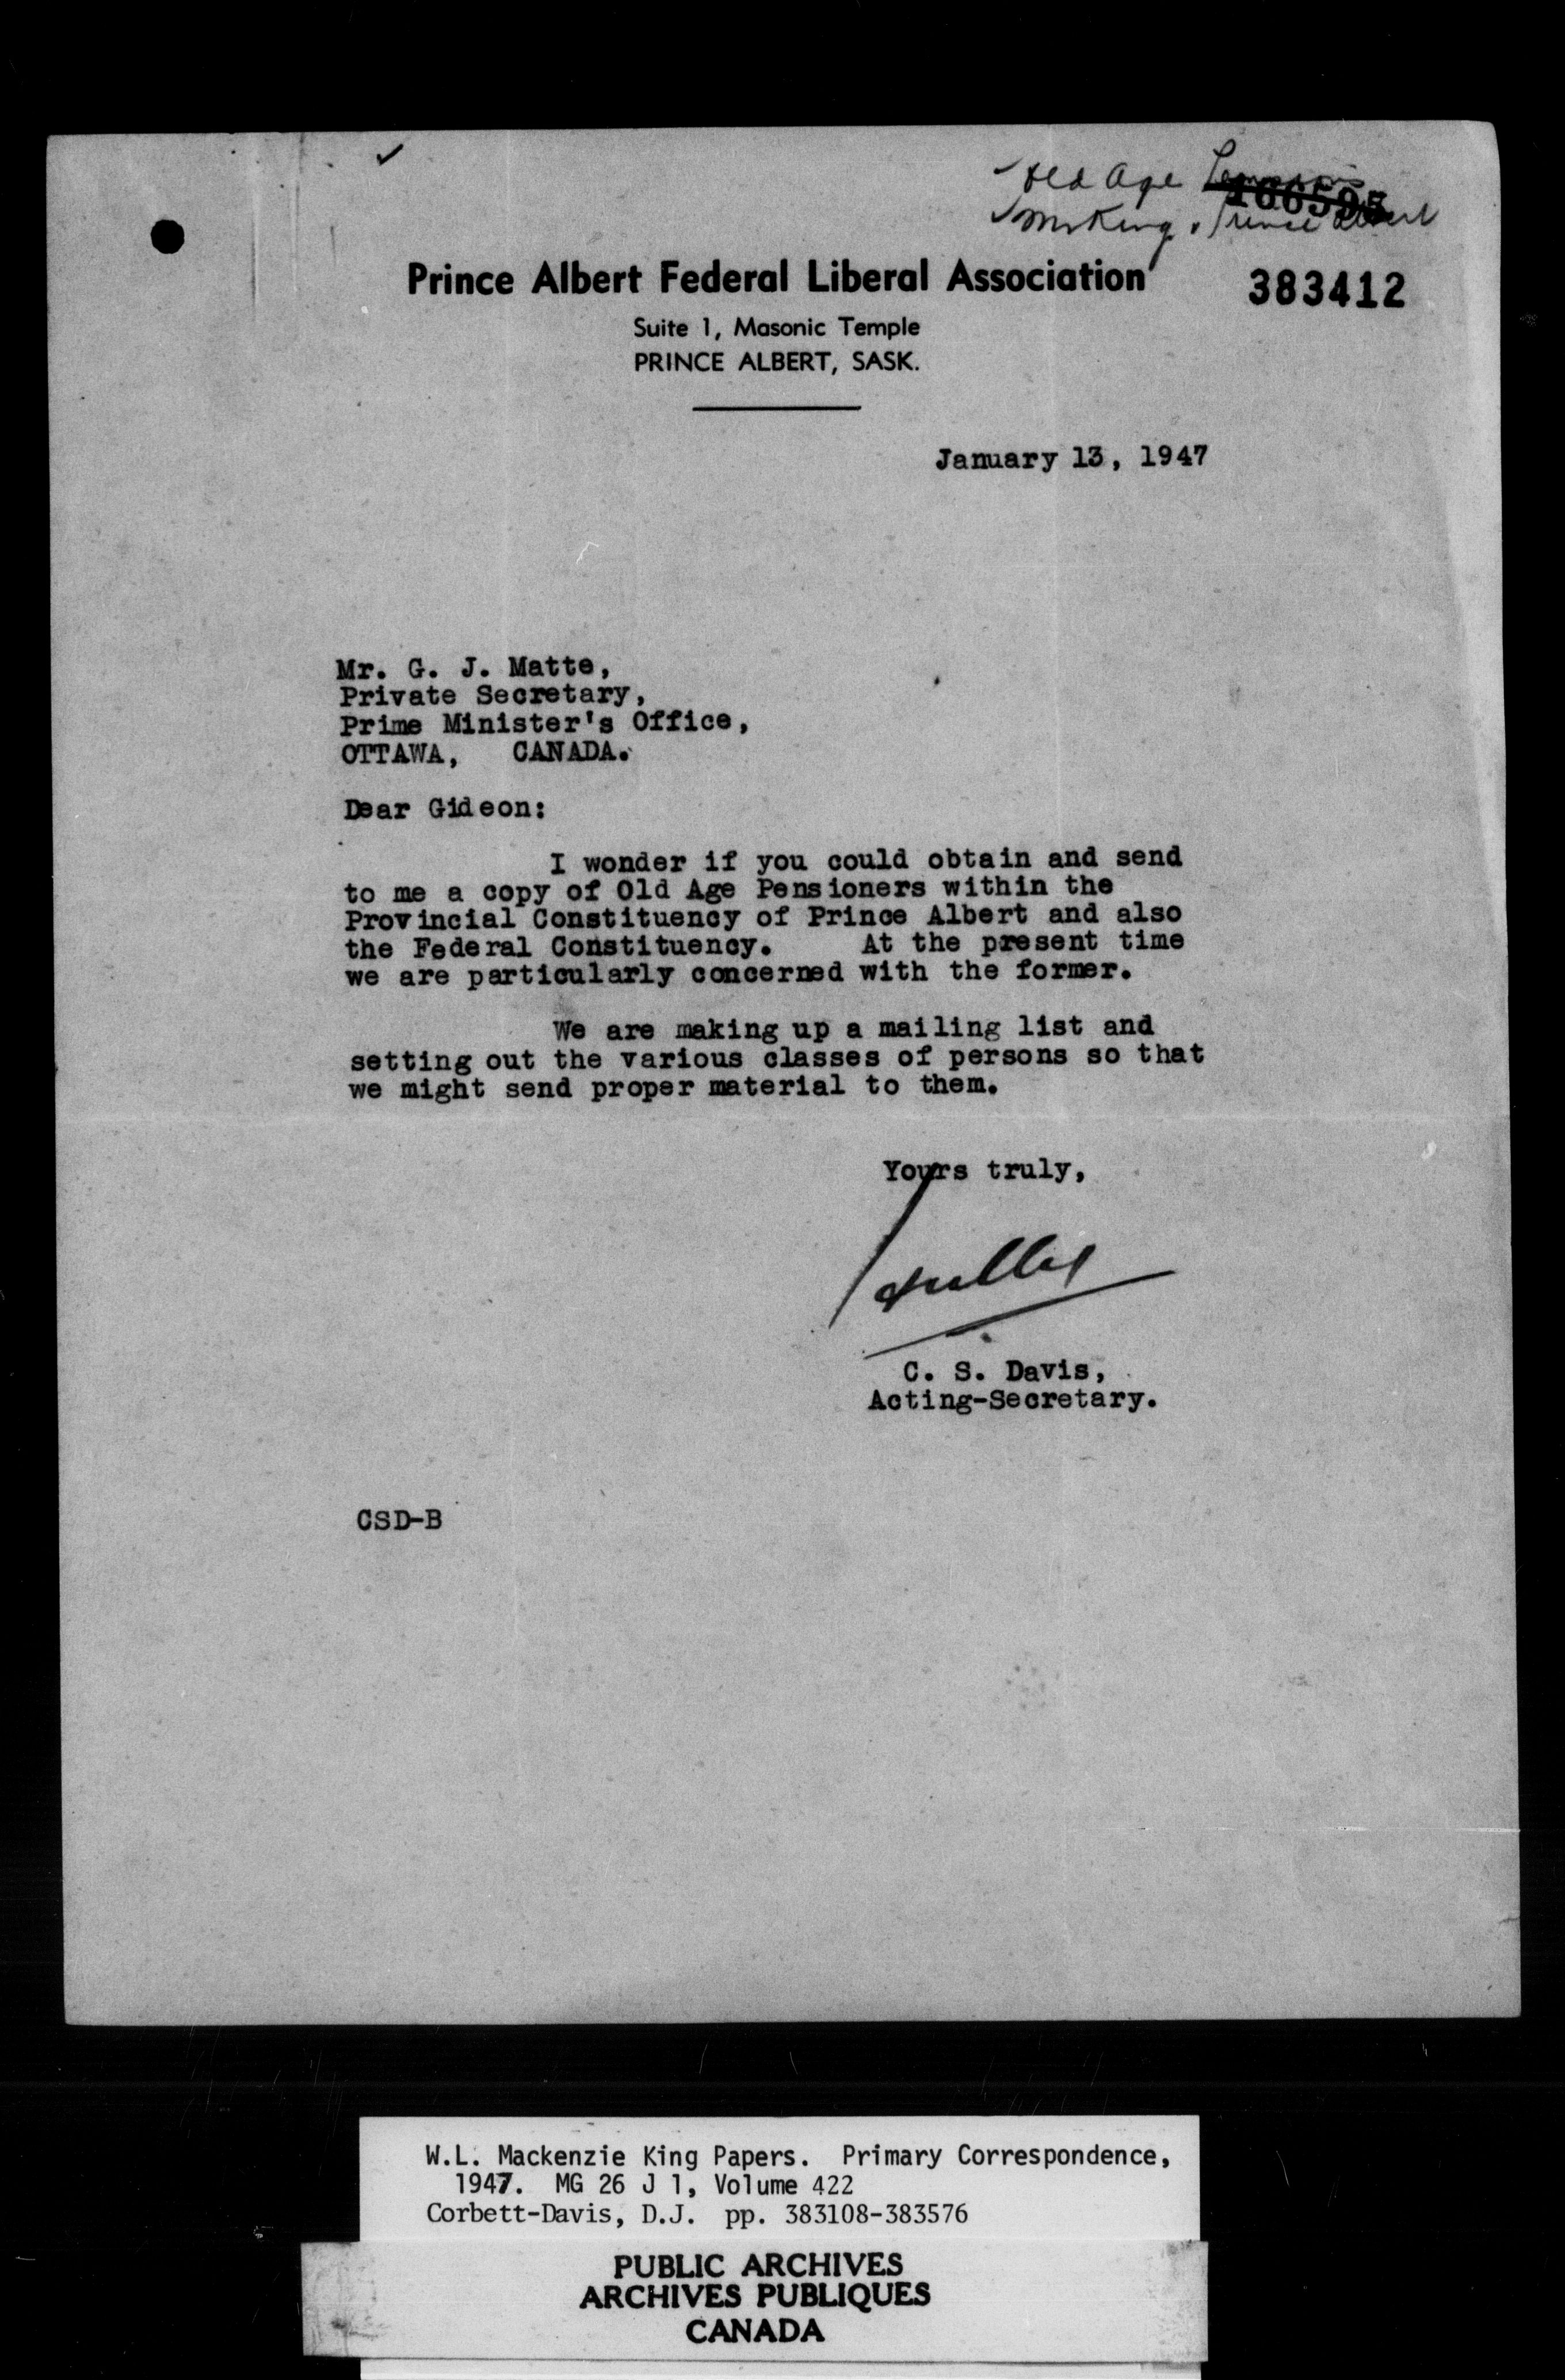 Old Age Pensions
166595
Mr King, Prince Albert
Prince Albert Federal Liberal Association
383412
Suite 1, Masonic Temple
PRINCE ALBERT, SASK.
January 13, 1947
Mr. G. J. Matte,
Private Secretary,
Prime Minister's Office,
OTTAWA, CANADA.
Dear Gideon:
I wonder if you could obtain and send
to me a copy of Old Age Pensioners within the
Provincial Constituency of Prince Albert and also
the Federal Constituency. At the present time
we are particularly concerned with the former.
We are making up a mailing list and
setting out the various classes of persons so that
we might send proper material to them.
Yours truly,
C. S. Davis,
Acting-Secretary.
CSD-B
W.L. Mackenzie King Papers. Primary Correspondence,
1947. MG 26 J 1, Volume 422
Corbett-Davis, D.J. pp. 383108-383576
PUBLIC ARCHIVES
ARCHIVES PUBLIQUES
CANADA